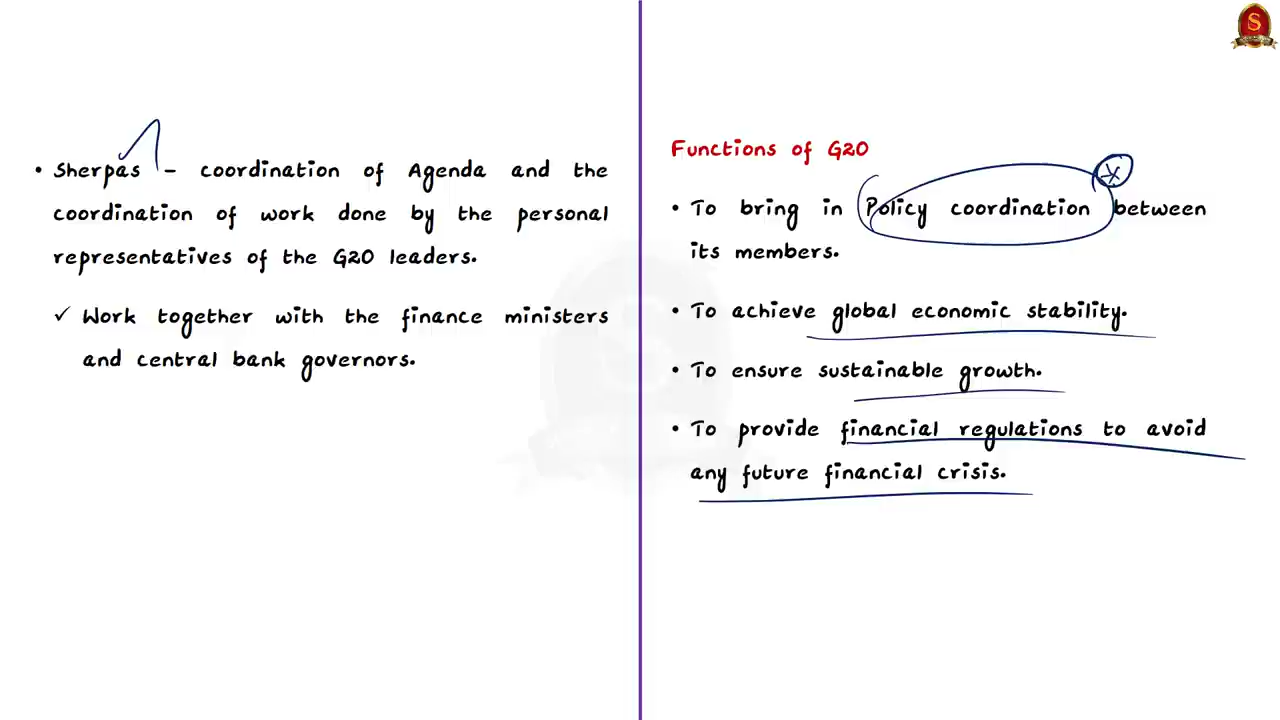 • Sherpas - coordination of Agenda and the
coordination of work done by the personal
representatives of the G20 leaders.
✓ Work together with the finance ministers
and central bank governors.
Functions of G20
• To bring in Policy coordination between
its members.
• To achieve global economic stability.
• To ensure sustainable growth.
• To provide financial regulations to avoid
any future financial crisis.
S